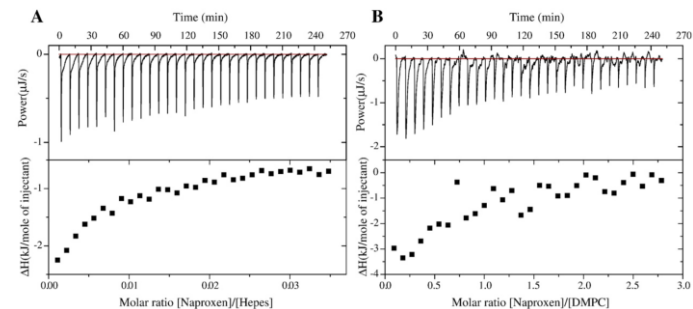 A
Time (min)
0 30 60 90 120 150 180 210 240 270
0
-1
Power(μJ/s)
-1
-2
ΔH(kJ/mole of injectant)
0.00 0.01 0.02 0.03
Molar ratio [Naproxen]/[Hepes]
B
Time (min)
0 30 60 90 120 150 180 210 240 270
0
-1
-2
Power(μJ/s)
0
-1
-2
-3
-4
ΔH(kJ/mole of injectant)
0.0 0.5 1.0 1.5 2.0 2.5 3.0
Molar ratio [Naproxen]/[DMPC]